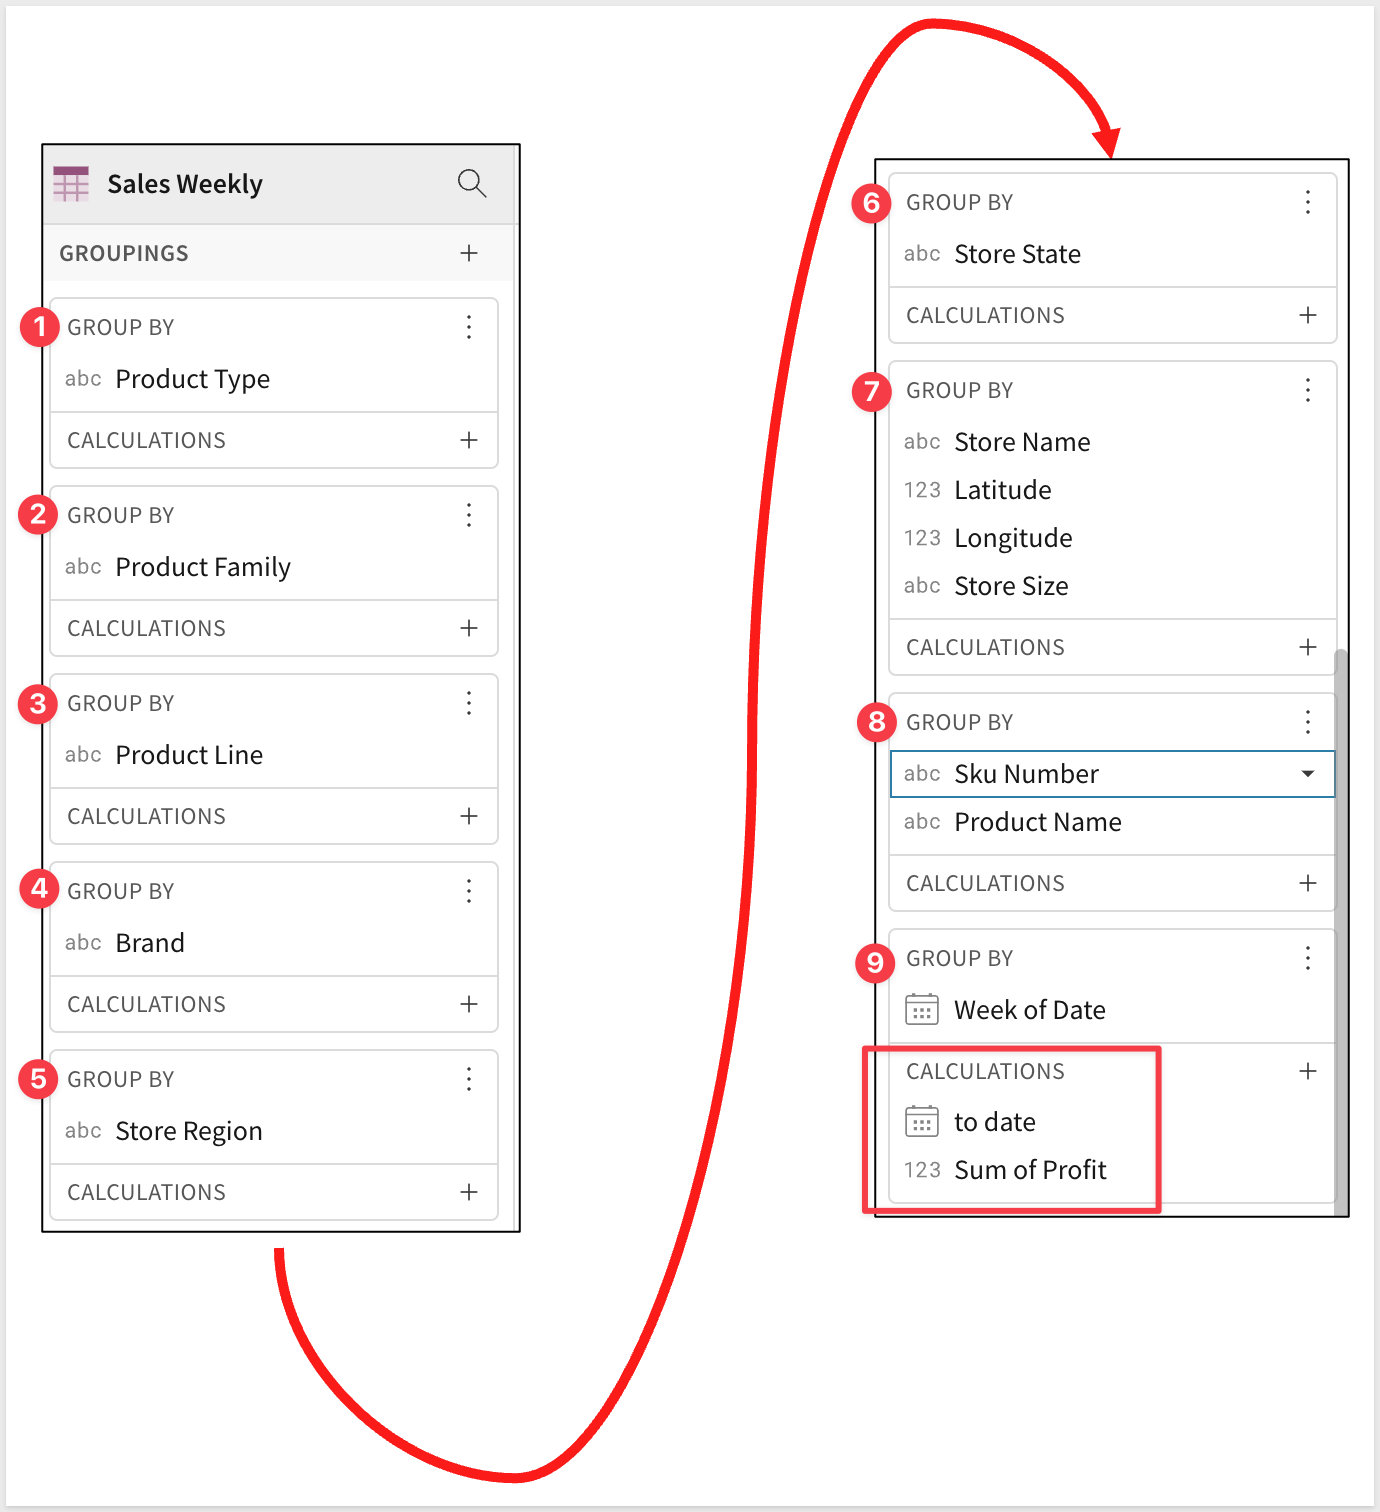 Sales Weekly
GROUPINGS
1 GROUP BY
abc Product Type
CALCULATIONS
2 GROUP BY
abc Product Family
CALCULATIONS
3 GROUP BY
abc Product Line
CALCULATIONS
4 GROUP BY
abc Brand
CALCULATIONS
5 GROUP BY
abc Store Region
CALCULATIONS
6 GROUP BY
abc Store State
CALCULATIONS
7 GROUP BY
abc Store Name
123 Latitude
123 Longitude
abc Store Size
CALCULATIONS
8 GROUP BY
abc Sku Number
abc Product Name
CALCULATIONS
9 GROUP BY
Week of Date
CALCULATIONS
to date
123 Sum of Profit